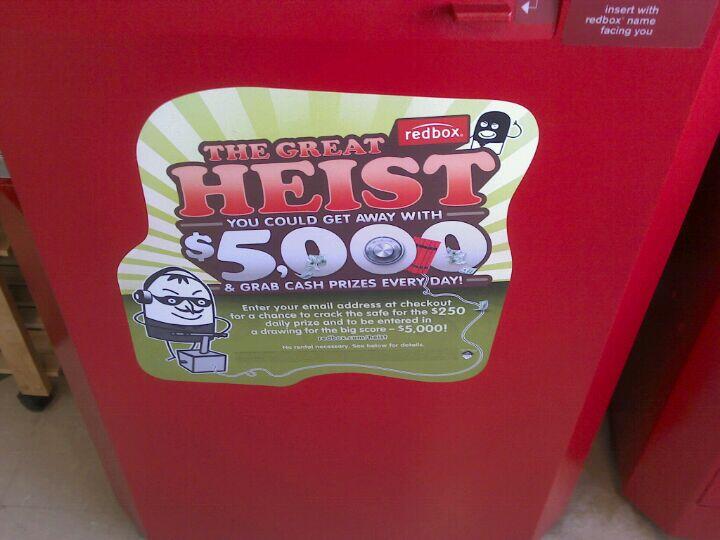 insert with
redbox® name
facing you
redbox.
THE GREAT
HEIST
YOU COULD GET AWAY WITH
$5,000
& GRAB CASH PRIZES EVERY DAY!
Enter your email address at checkout
for a chance to crack the safe for the $250
daily prize and to be entered in
a drawing for the big score – $5,000!
redbox.com/heist
No rental necessary. See below for details.